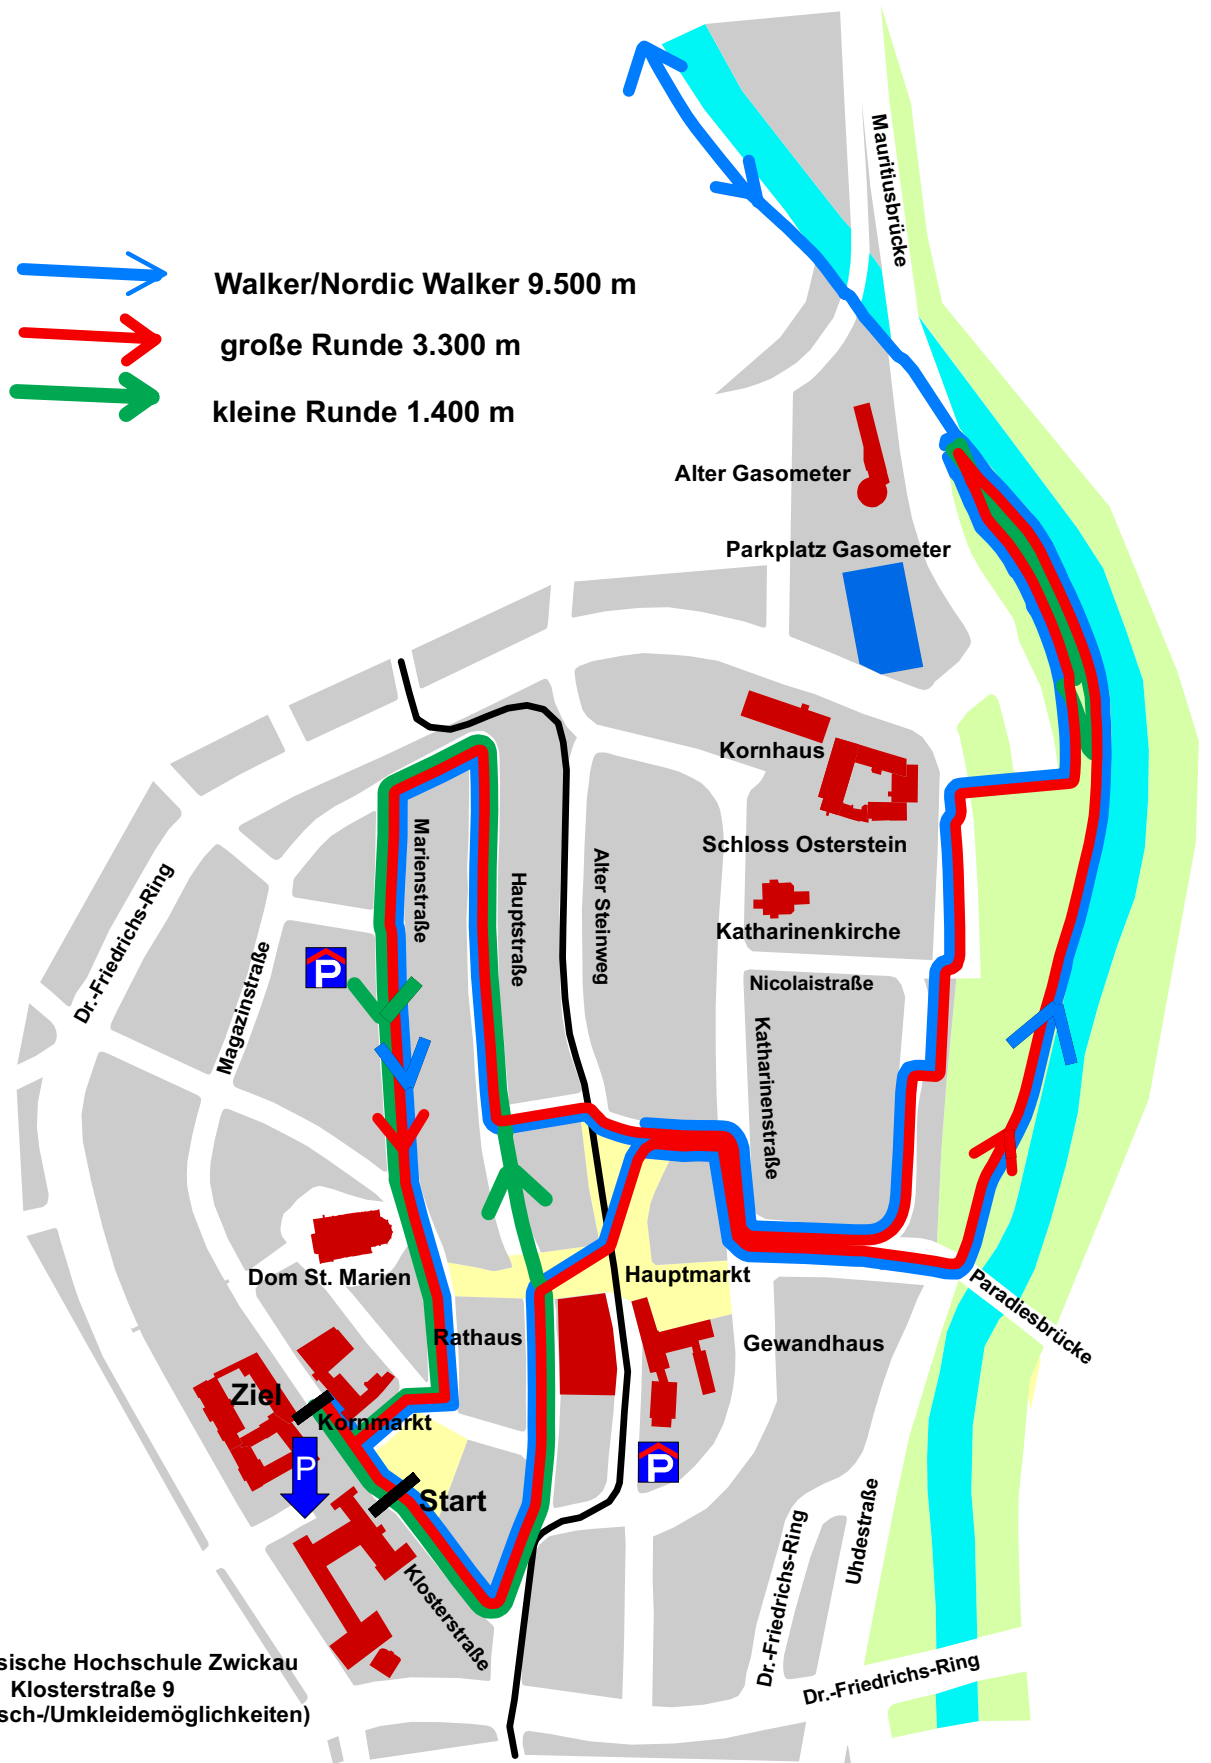 Mauritiusbrücke
Walker/Nordic Walker 9.500 m
große Runde 3.300 m
kleine Runde 1.400 m
Alter Gasometer
Parkplatz Gasometer
Kornhaus
Schloss Osterstein
Katharinenkirche
Nicolaistraße
Marienstraße
Hauptstraße
Alter Steinweg
Katharinenstraße
Dr.-Friedrichs-Ring
Magazinstraße
P
Dom St. Marien
Hauptmarkt
Rathaus
Gewandhaus
Paradiesbrücke
Ziel
Kornmarkt
P
P
Start
Klosterstraße
Uhdestraße
Dr.-Friedrichs-Ring
Dr.-Friedrichs-Ring
sische Hochschule Zwickau
Klosterstraße 9
sch-/Umkleidemöglichkeiten)